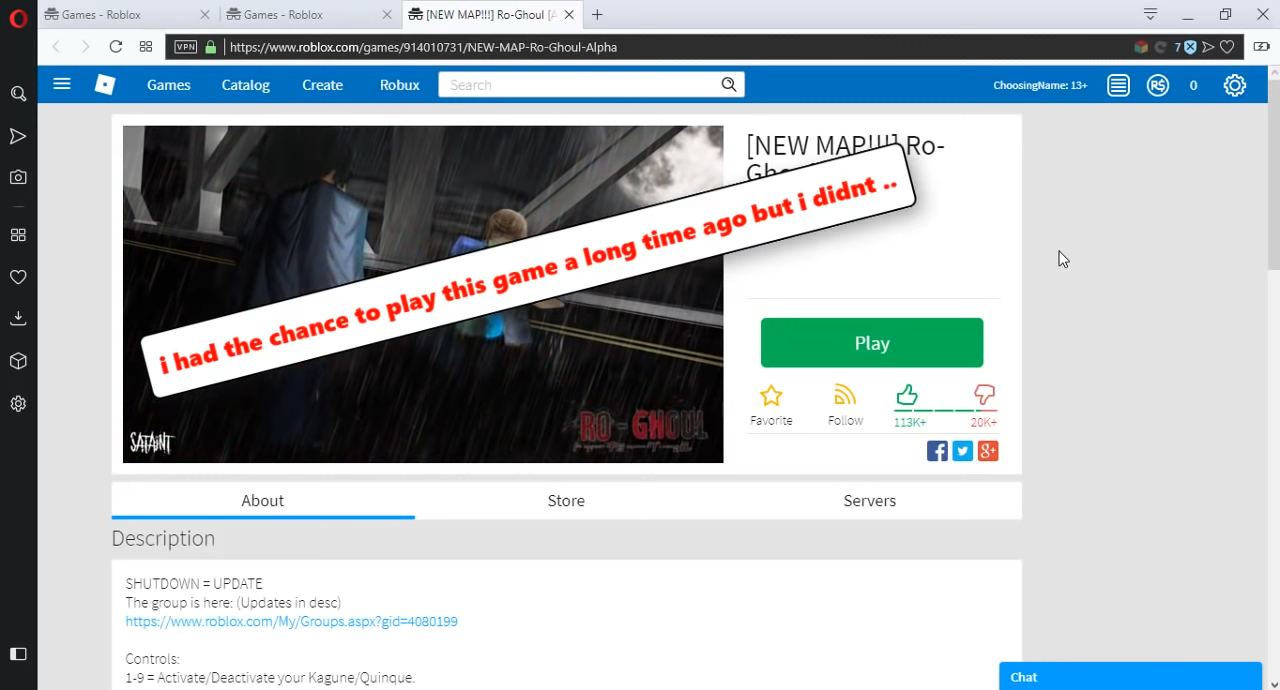 Games - Roblox
Games - Roblox
[NEW MAP!!!] Ro-Ghoul [A
VPN
https://www.roblox.com/games/914010731/NEW-MAP-Ro-Ghoul-Alpha
7
Games
Catalog
Create
Robux
Search
ChoosingName: 13+
R$
0
[NEW MAP!!!] Ro-
i had the chance to play this game a long time ago but i didnt ..
SATAINT
RO-GHOUL
Play
Favorite
Follow
113K+
20K+
About
Store
Servers
Description
SHUTDOWN = UPDATE
The group is here: (Updates in desc)
https://www.roblox.com/My/Groups.aspx?gid=4080199
Controls:
1-9 = Activate/Deactivate your Kagune/Quinque.
Chat